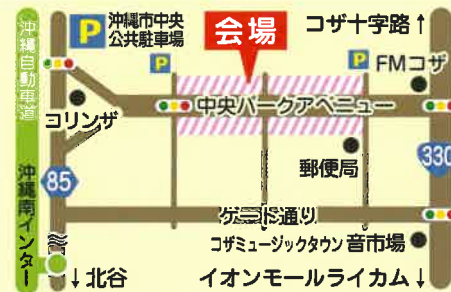 沖縄自動車道
P
沖縄市中央
公共駐車場
会場
コザ十字路↑
P
P
FMコザ
コリンザ
中央パークアベニュー
郵便局
330
85
沖縄南インター
ゲート通り
コザミュージックタウン 音市場
↓北谷
イオンモールライカム↓